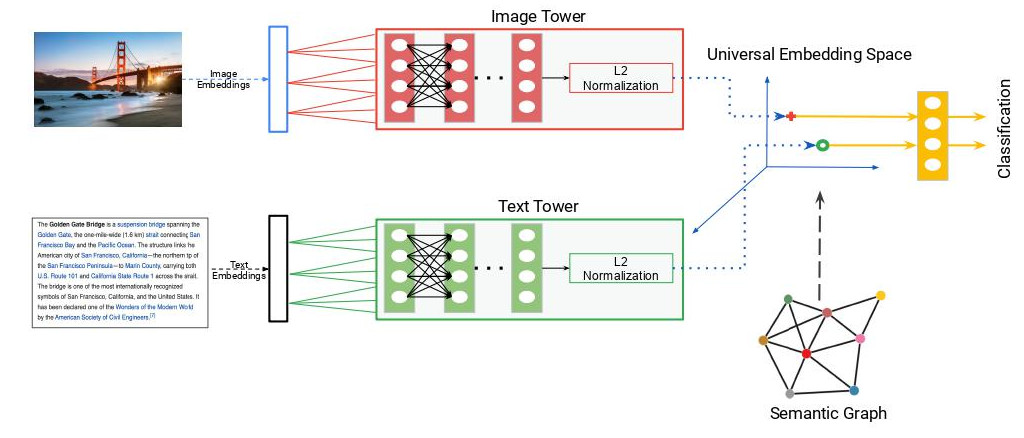 Image Tower
Image
Embeddings
L2
Normalization
Universal Embedding Space
Classification
Text Tower
The Golden Gate Bridge is a suspension bridge spanning the
Golden Gate, the one-mile-wide (1.6 km) strait connecting San
Francisco Bay and the Pacific Ocean. The structure links he
American city of San Francisco, California—the northern tp of
the San Francisco Peninsula—to Marin County, carrying both
U.S. Route 101 and California State Route 1 across the small.
The bridge is one of the most internationally recognized
symbols of San Francisco, California, and the United States. It
has been declared one of the Wonders of the Modern World
by the American Society of Civil Engineers.[7]
Text
Embeddings
L2
Normalization
Semantic Graph